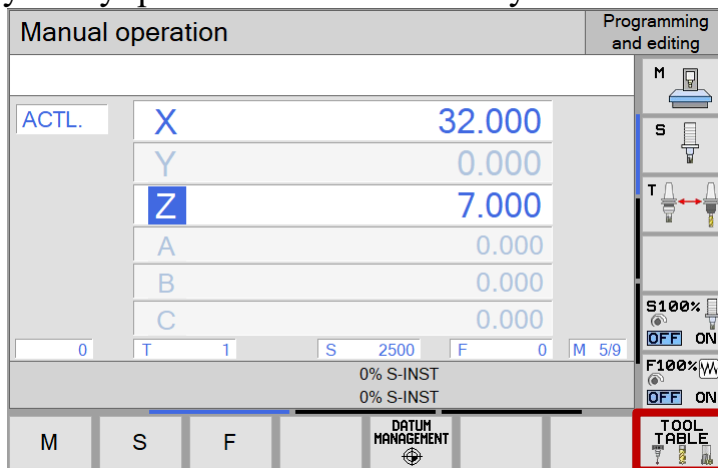 Manual operation
Programming
and editing
M
ACTL.
X 32.000
S
Y 0.000
Z 7.000
T
A 0.000
B 0.000
C 0.000
S100%
OFF ON
0 T 1 S 2500 F 0 M 5/9
0% S-INST
0% S-INST
F100%
OFF ON
M S F
DATUM
MANAGEMENT
TOOL
TABLE